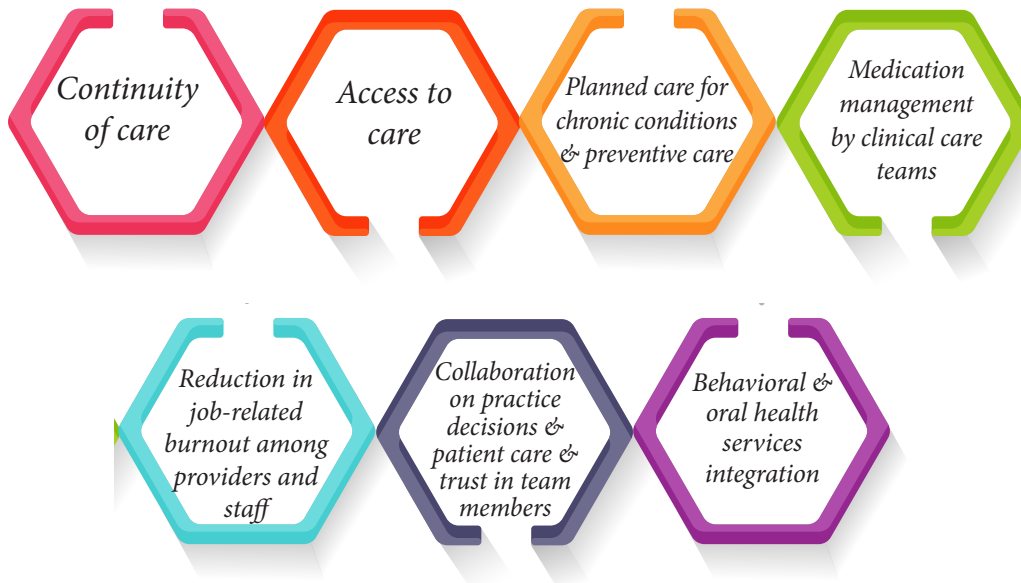 Continuity
of care
Access to
care
Planned care for
chronic conditions
& preventive care
Medication
management
by clinical care
teams
Reduction in
job-related
burnout among
providers and
staff
Collaboration
on practice
decisions &
patient care &
trust in team
members
Behavioral &
oral health
services
integration